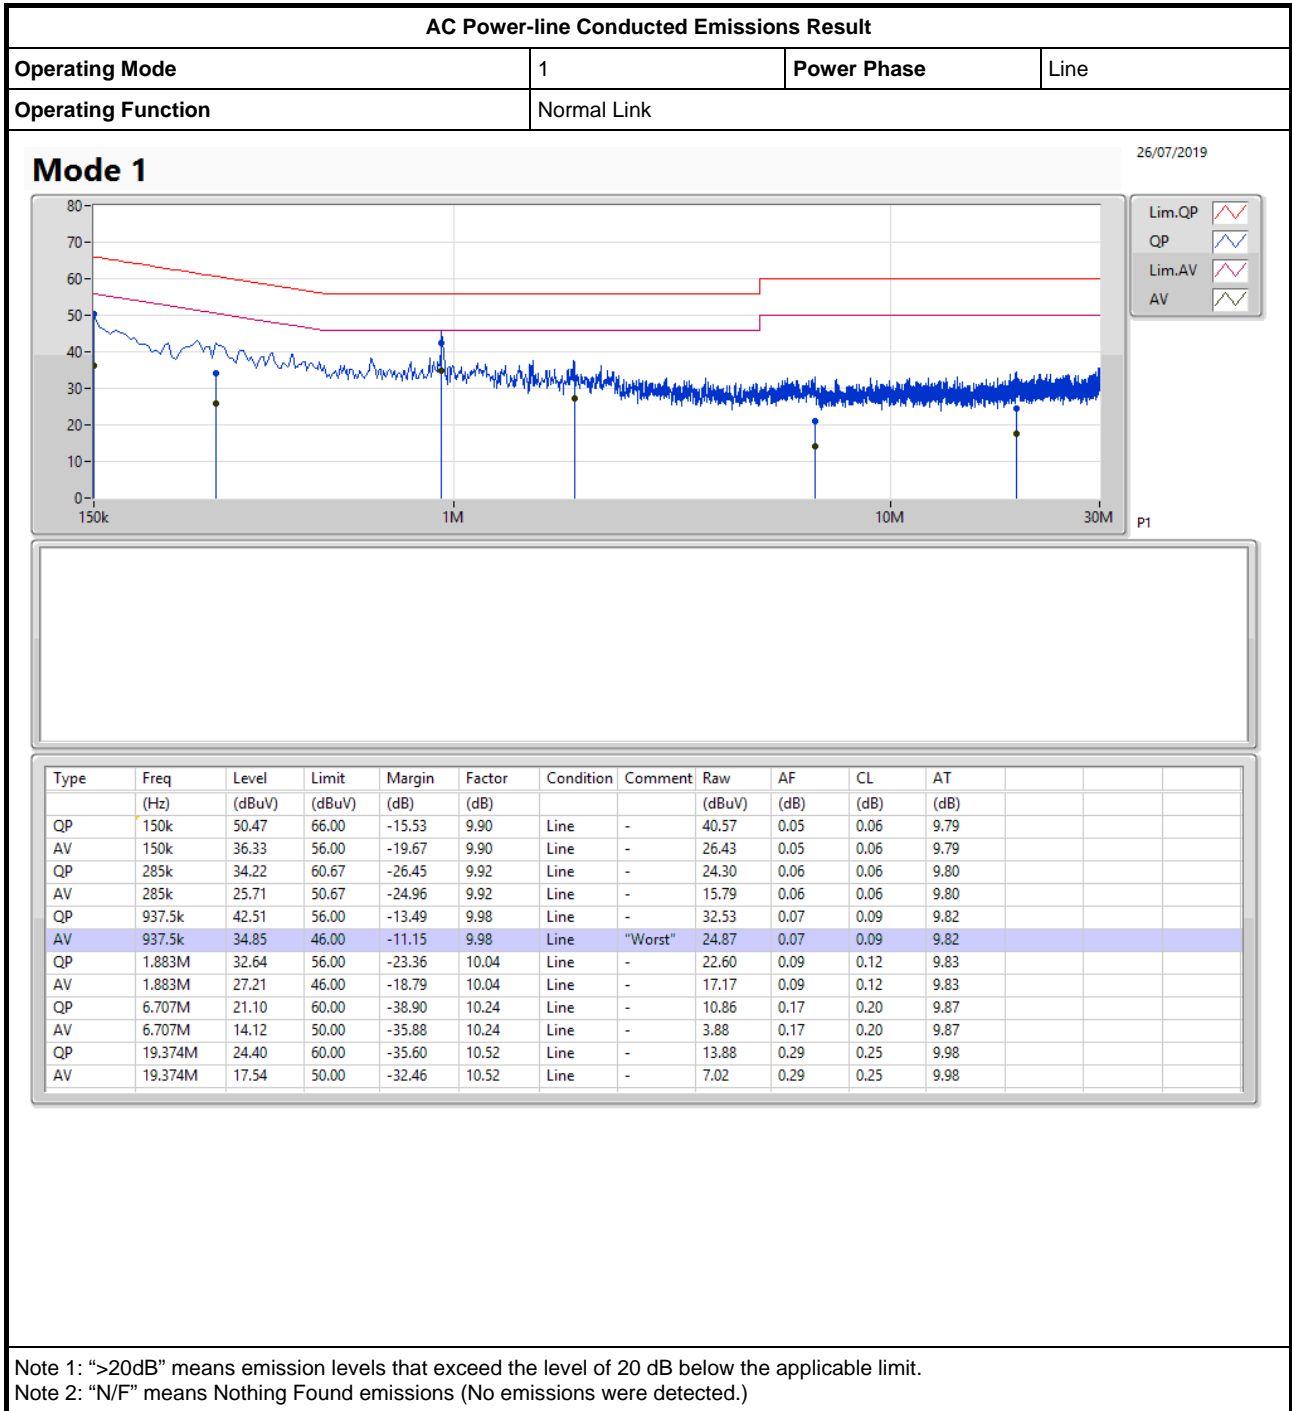 AC Power-line Conducted Emissions Result
Operating Mode 1 Power Phase Line
Operating Function Normal Link
Mode 1
26/07/2019
80
70
60
50
40
30
20
10
0
150k 1M 10M 30M
P1
Lim.QP
QP
Lim.AV
AV
Type Freq Level Limit Margin Factor Condition Comment Raw AF CL AT
(Hz) (dBuV) (dBuV) (dB) (dB) (dBuV) (dB) (dB) (dB)
QP 150k 50.47 66.00 -15.53 9.90 Line - 40.57 0.05 0.06 9.79
AV 150k 36.33 56.00 -19.67 9.90 Line - 26.43 0.05 0.06 9.79
QP 285k 34.22 60.67 -26.45 9.92 Line - 24.30 0.06 0.06 9.80
AV 285k 25.71 50.67 -24.96 9.92 Line - 15.79 0.06 0.06 9.80
QP 937.5k 42.51 56.00 -13.49 9.98 Line - 32.53 0.07 0.09 9.82
AV 937.5k 34.85 46.00 -11.15 9.98 Line "Worst" 24.87 0.07 0.09 9.82
QP 1.883M 32.64 56.00 -23.36 10.04 Line - 22.60 0.09 0.12 9.83
AV 1.883M 27.21 46.00 -18.79 10.04 Line - 17.17 0.09 0.12 9.83
QP 6.707M 21.10 60.00 -38.90 10.24 Line - 10.86 0.17 0.20 9.87
AV 6.707M 14.12 50.00 -35.88 10.24 Line - 3.88 0.17 0.20 9.87
QP 19.374M 24.40 60.00 -35.60 10.52 Line - 13.88 0.29 0.25 9.98
AV 19.374M 17.54 50.00 -32.46 10.52 Line - 7.02 0.29 0.25 9.98
Note 1: “>20dB” means emission levels that exceed the level of 20 dB below the applicable limit.
Note 2: “N/F” means Nothing Found emissions (No emissions were detected.)